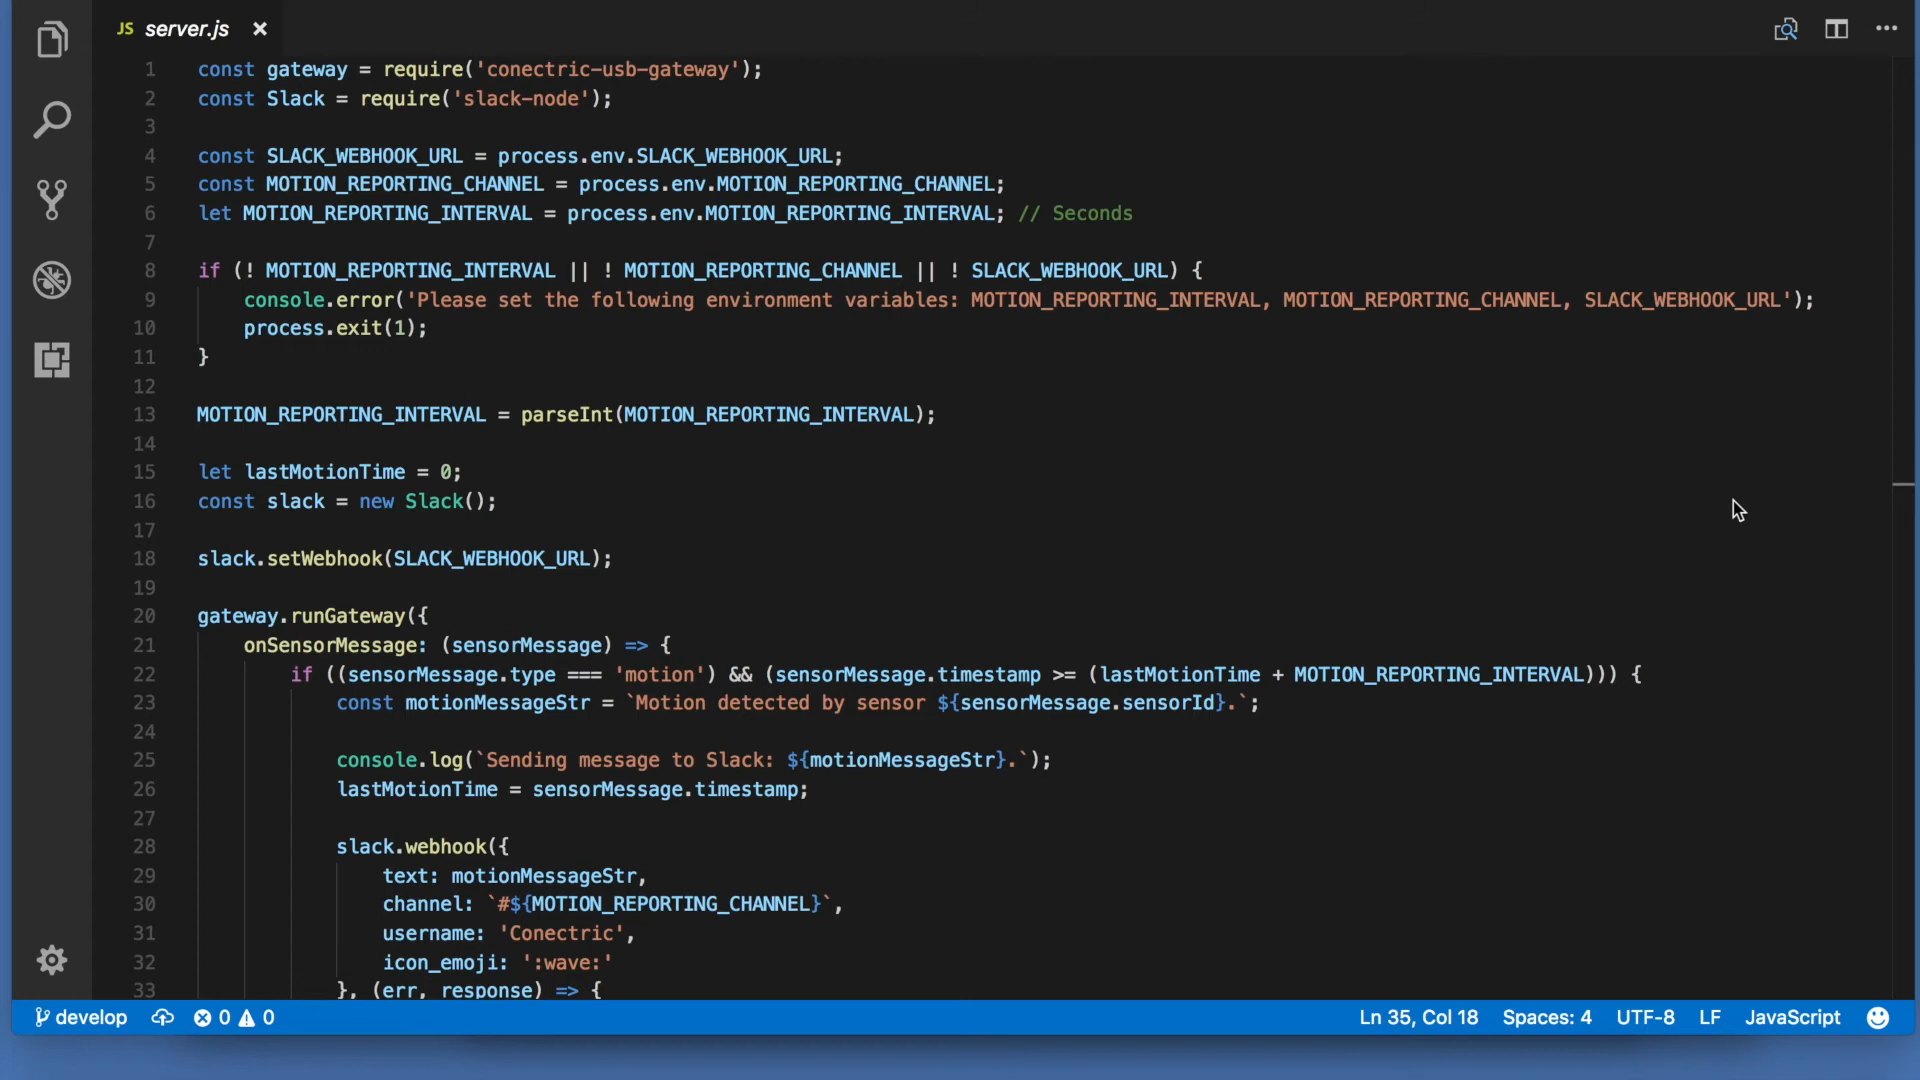 JS server.js
1 const gateway = require('conectric-usb-gateway');
2 const Slack = require('slack-node');
3
4 const SLACK_WEBHOOK_URL = process.env.SLACK_WEBHOOK_URL;
5 const MOTION_REPORTING_CHANNEL = process.env.MOTION_REPORTING_CHANNEL;
6 let MOTION_REPORTING_INTERVAL = process.env.MOTION_REPORTING_INTERVAL; // Seconds
7
8 if (! MOTION_REPORTING_INTERVAL || ! MOTION_REPORTING_CHANNEL || ! SLACK_WEBHOOK_URL) {
9     console.error('Please set the following environment variables: MOTION_REPORTING_INTERVAL, MOTION_REPORTING_CHANNEL, SLACK_WEBHOOK_URL');
10     process.exit(1);
11 }
12
13 MOTION_REPORTING_INTERVAL = parseInt(MOTION_REPORTING_INTERVAL);
14
15 let lastMotionTime = 0;
16 const slack = new Slack();
17
18 slack.setWebhook(SLACK_WEBHOOK_URL);
19
20 gateway.runGateway({
21     onSensorMessage: (sensorMessage) => {
22         if ((sensorMessage.type === 'motion') && (sensorMessage.timestamp >= (lastMotionTime + MOTION_REPORTING_INTERVAL))) {
23             const motionMessageStr = `Motion detected by sensor ${sensorMessage.sensorId}.`;
24
25             console.log(`Sending message to Slack: ${motionMessageStr}.`);
26             lastMotionTime = sensorMessage.timestamp;
27
28             slack.webhook({
29                 text: motionMessageStr,
30                 channel: `#${MOTION_REPORTING_CHANNEL}`,
31                 username: 'Conectric',
32                 icon_emoji: ':wave:'
33             }, (err, response) => {
develop 0 0 Ln 35, Col 18 Spaces: 4 UTF-8 LF JavaScript